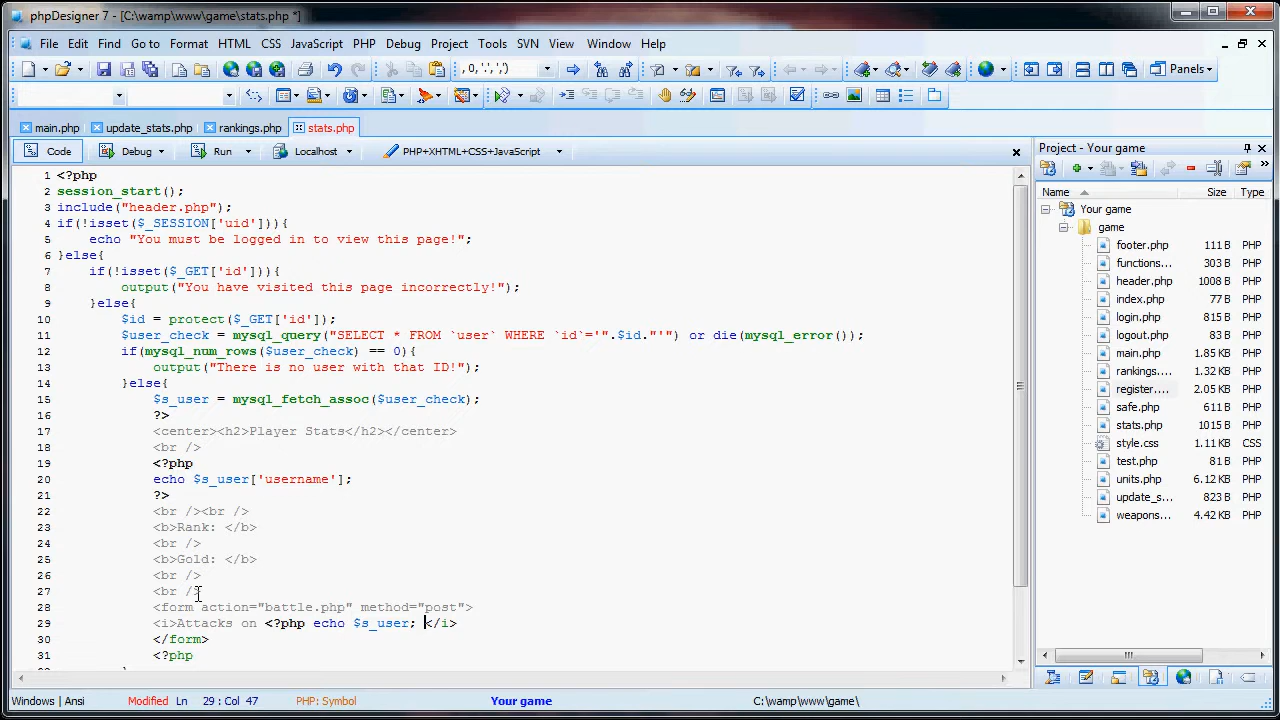 phpDesigner 7 - [C:\wamp\www\game\stats.php *]
File Edit Find Go to Format HTML CSS JavaScript PHP Debug Project Tools SVN View Window Help
, 0,'.',',') Panels
main.php update_stats.php rankings.php stats.php
Code Debug Run Localhost PHP+XHTML+CSS+JavaScript
1 <?php
2 session_start();
3 include("header.php");
4 if(!isset($_SESSION['uid'])){
5 echo "You must be logged in to view this page!";
6 }else{
7 if(!isset($_GET['id'])){
8 output("You have visited this page incorrectly!");
9 }else{
10 $id = protect($_GET['id']);
11 $user_check = mysql_query("SELECT * FROM `user` WHERE `id`='".$id."'") or die(mysql_error());
12 if(mysql_num_rows($user_check) == 0){
13 output("There is no user with that ID!");
14 }else{
15 $s_user = mysql_fetch_assoc($user_check);
16 ?>
17 <center><h2>Player Stats</h2></center>
18 <br />
19 <?php
20 echo $s_user['username'];
21 ?>
22 <br /><br />
23 <b>Rank: </b>
24 <br />
25 <b>Gold: </b>
26 <br />
27 <br />
28 <form action="battle.php" method="post">
29 <i>Attacks on <?php echo $s_user; </i>
30 </form>
31 <?php
Project - Your game
Name Size Type
Your game
game
footer.php 111 B PHP
functions... 303 B PHP
header.php 1008 B PHP
index.php 77 B PHP
login.php 815 B PHP
logout.php 83 B PHP
main.php 1.85 KB PHP
rankings.... 1.32 KB PHP
register.... 2.05 KB PHP
safe.php 611 B PHP
stats.php 1015 B PHP
style.css 1.11 KB CSS
test.php 81 B PHP
units.php 6.12 KB PHP
update_s... 823 B PHP
weapons... 4.42 KB PHP
Windows | Ansi Modified Ln 29 : Col 47 PHP: Symbol Your game C:\wamp\www\game\